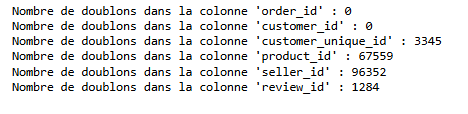 Nombre de doublons dans la colonne 'order_id' : 0
Nombre de doublons dans la colonne 'customer_id' : 0
Nombre de doublons dans la colonne 'customer_unique_id' : 3345
Nombre de doublons dans la colonne 'product_id' : 67559
Nombre de doublons dans la colonne 'seller_id' : 96352
Nombre de doublons dans la colonne 'review_id' : 1284